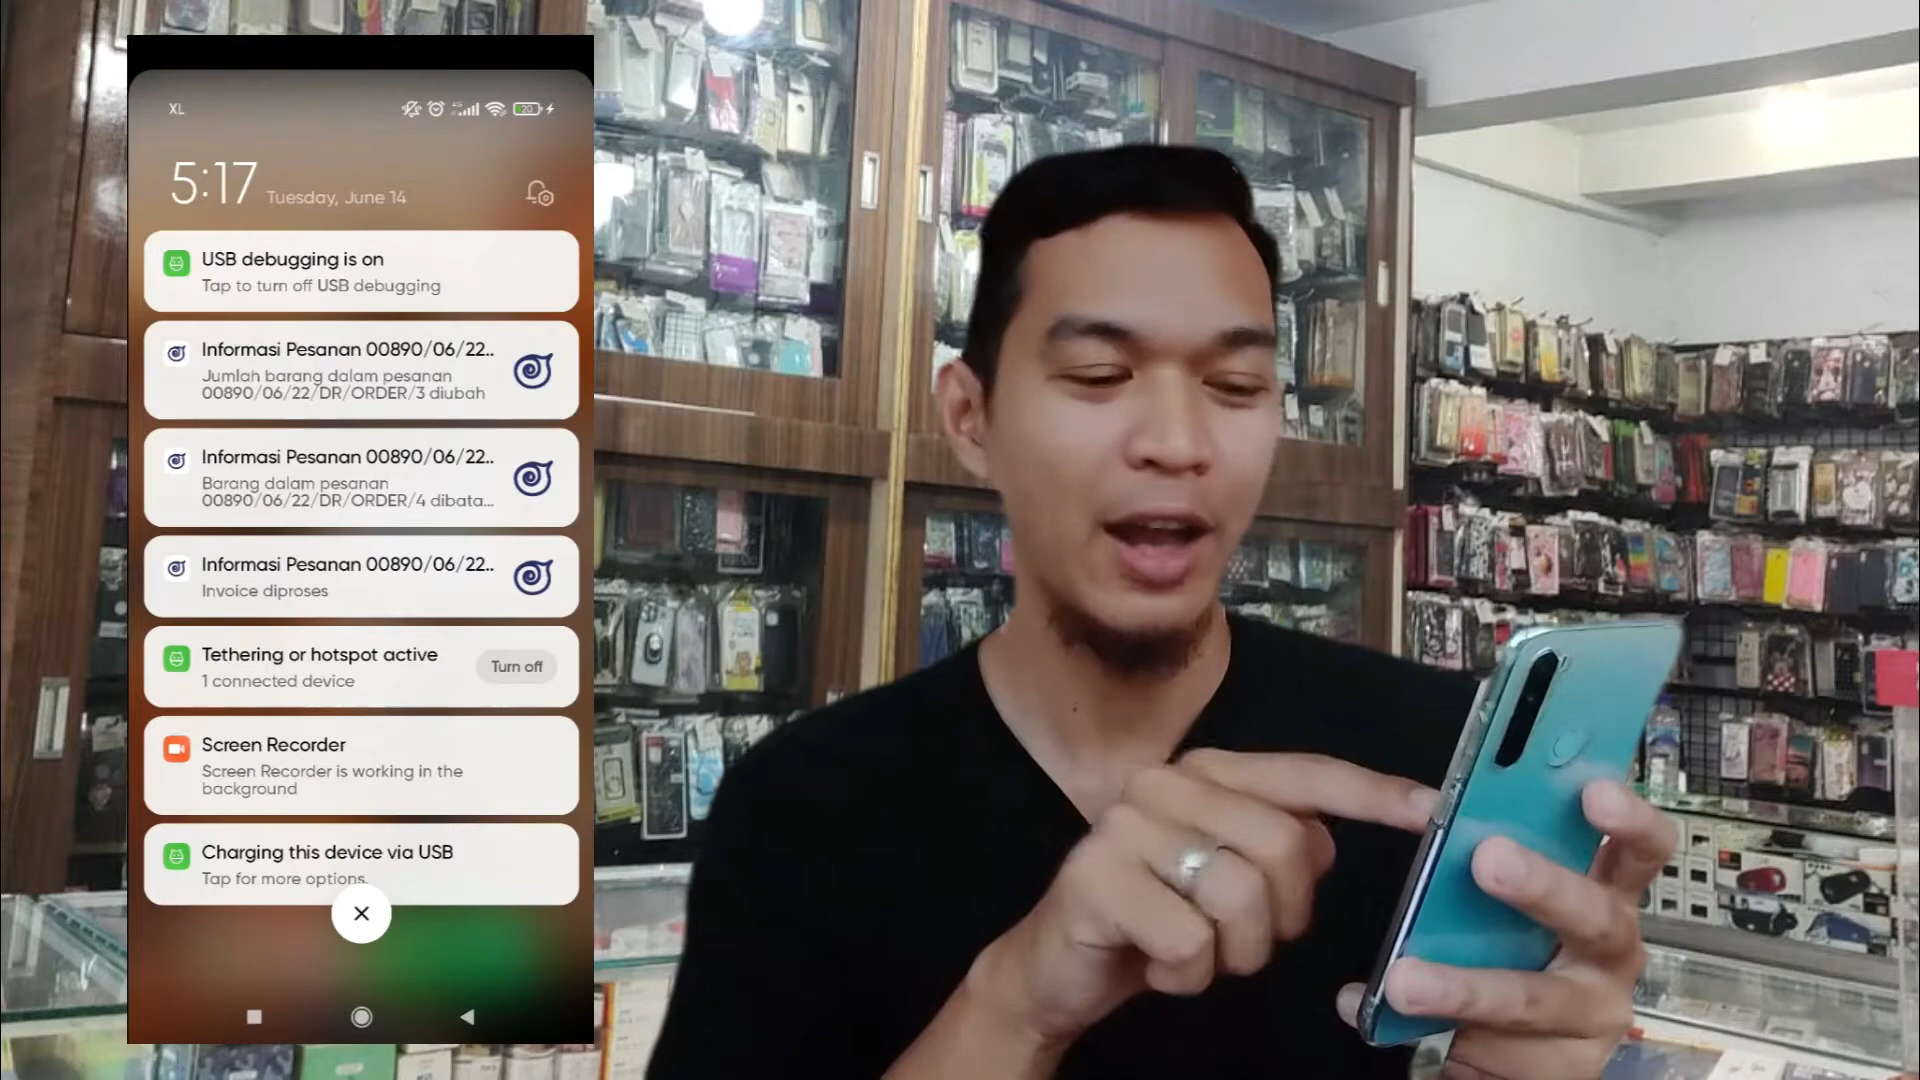 XL
4G
20
5:17 Tuesday, June 14
USB debugging is on
Tap to turn off USB debugging
Informasi Pesanan 00890/06/22..
Jumlah barang dalam pesanan
00890/06/22/DR/ORDER/3 diubah
Informasi Pesanan 00890/06/22..
Barang dalam pesanan
00890/06/22/DR/ORDER/4 dibata...
Informasi Pesanan 00890/06/22..
Invoice diproses
Tethering or hotspot active
1 connected device
Turn off
Screen Recorder
Screen Recorder is working in the
background
Charging this device via USB
Tap for more options.